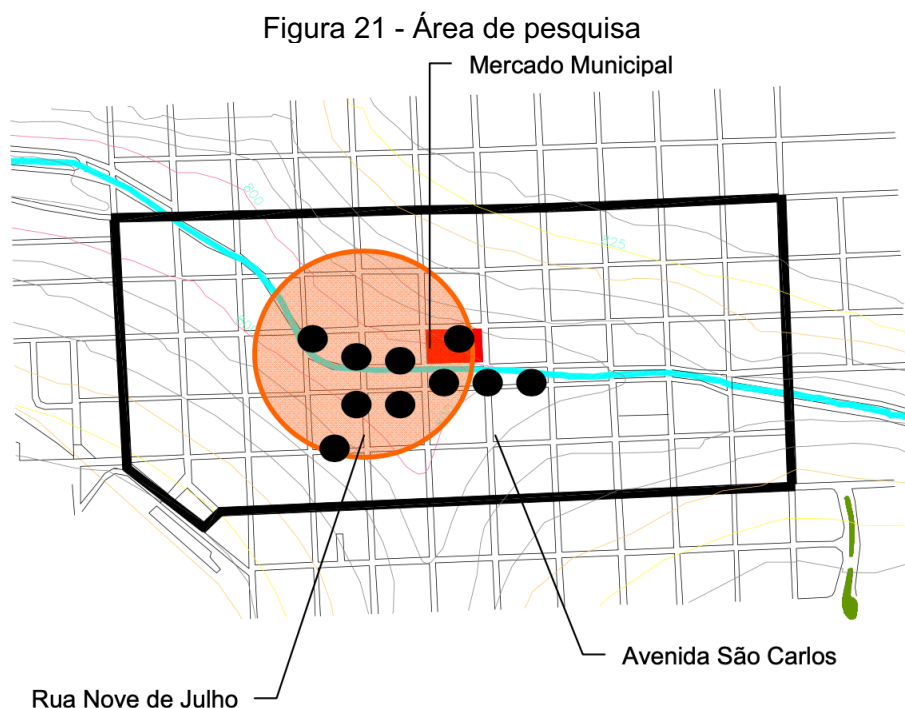 Figura 21 - Área de pesquisa
Mercado Municipal
800
825
Avenida São Carlos
Rua Nove de Julho